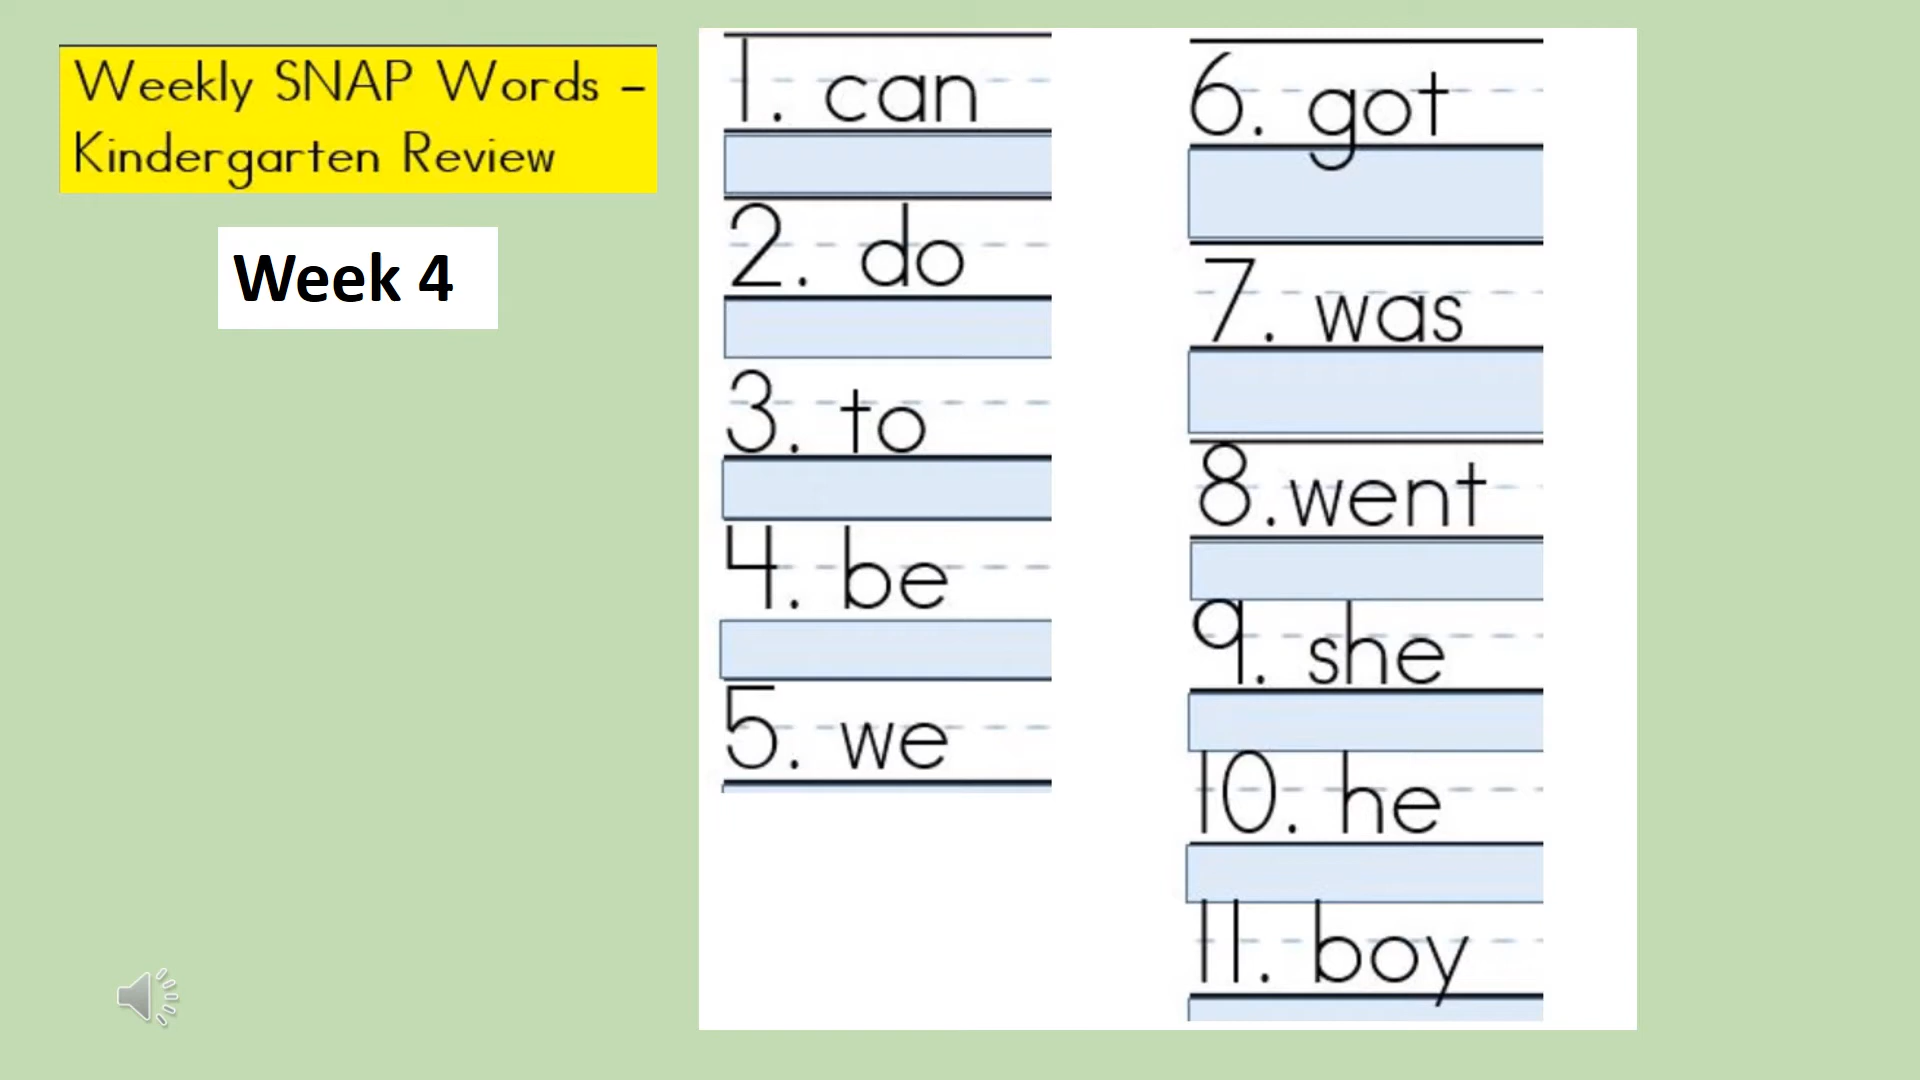 Weekly SNAP Words –
Kindergarten Review
Week 4
1. can
2. do
3. to
4. be
5. we
6. got
7. was
8.went
9. she
10. he
11. boy